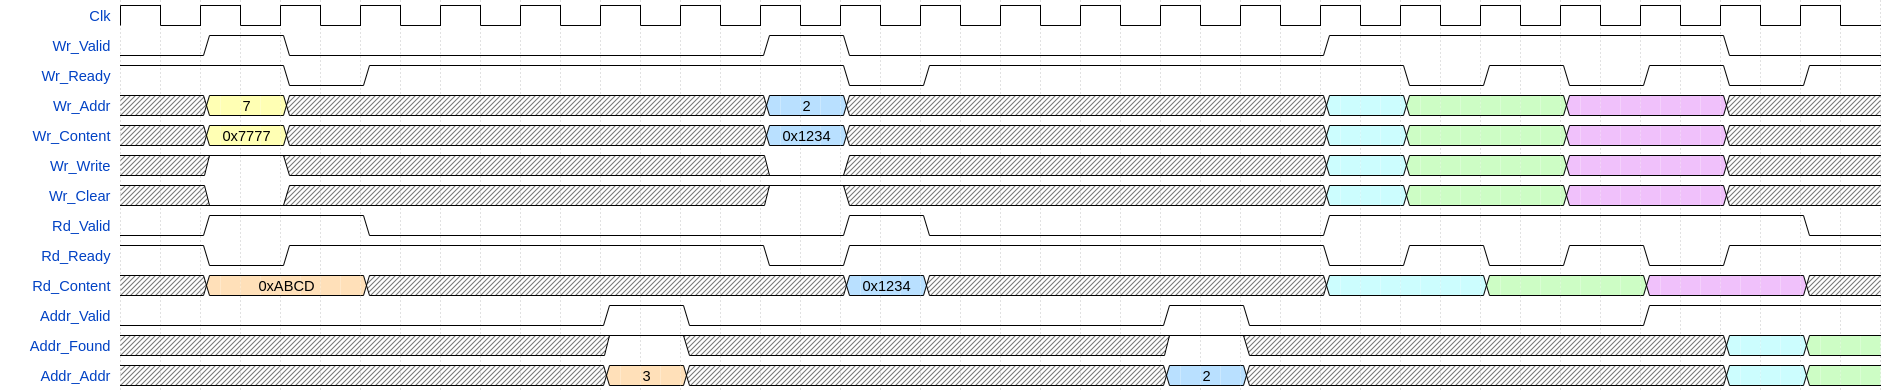 Clk
Wr_Valid
Wr_Ready
Wr_Addr 7 2
Wr_Content 0x7777 0x1234
Wr_Write
Wr_Clear
Rd_Valid
Rd_Ready
Rd_Content 0xABCD 0x1234
Addr_Valid
Addr_Found
Addr_Addr 3 2